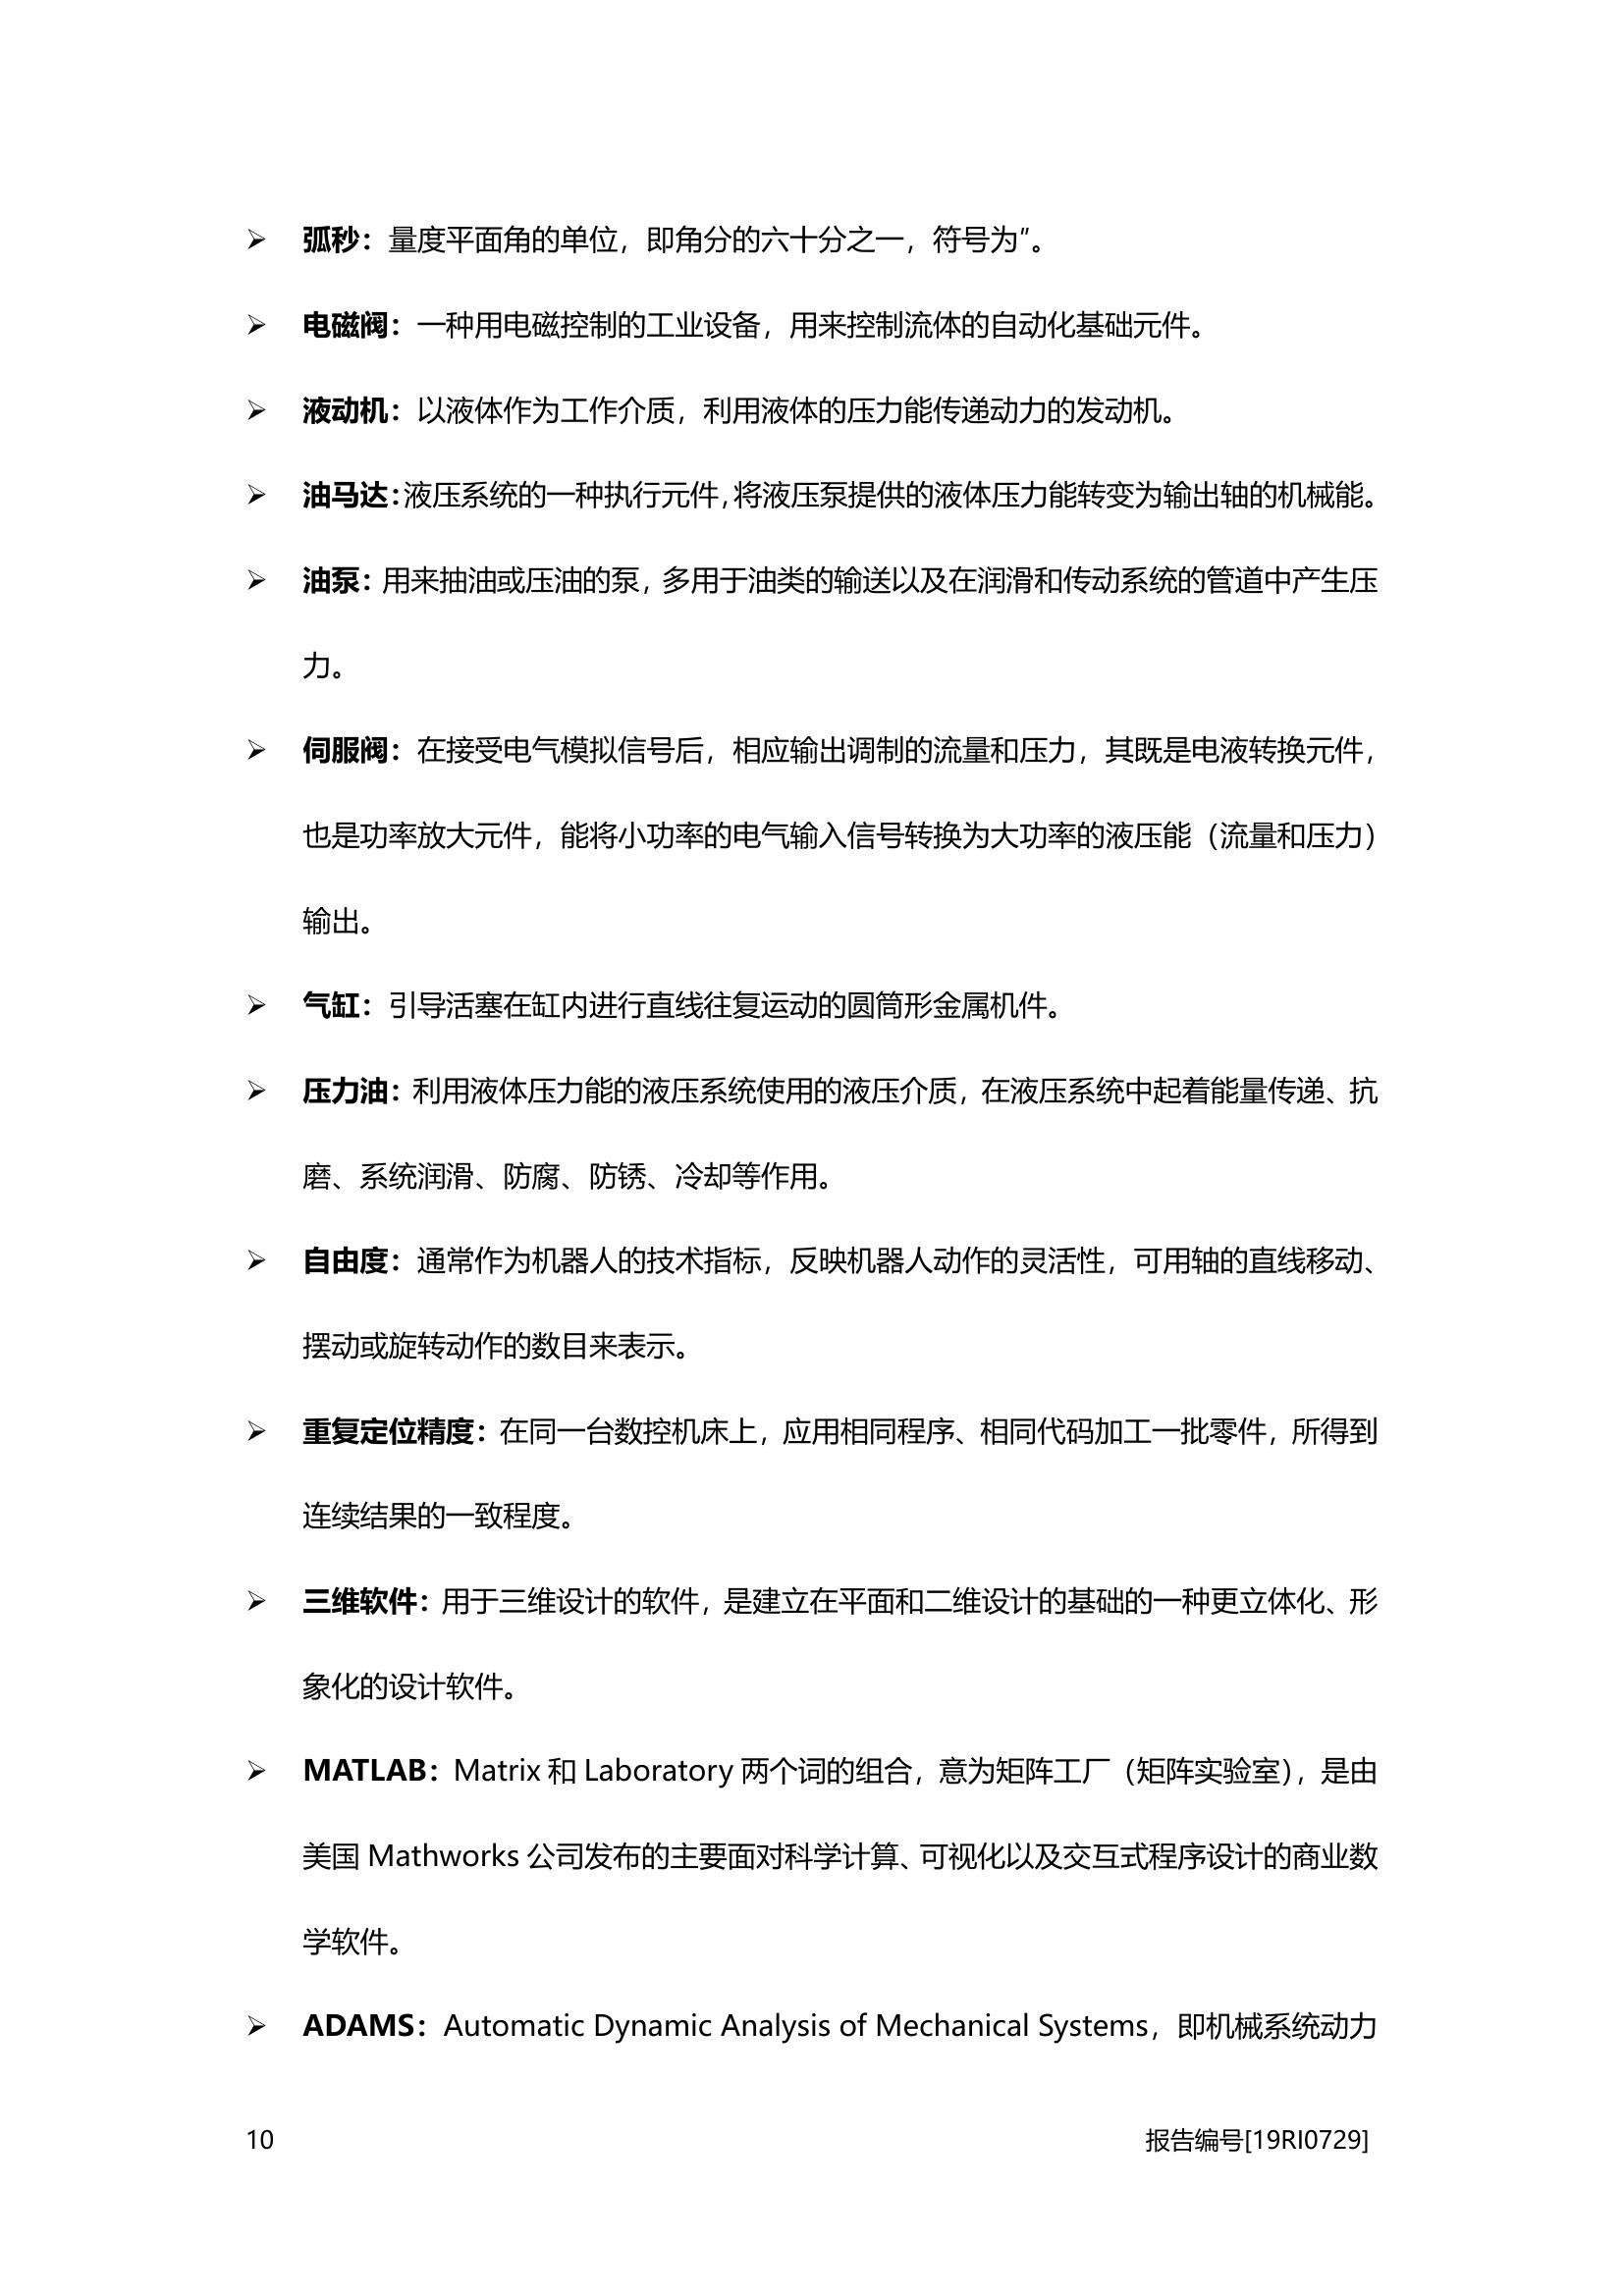 ➢ 弧秒：量度平面角的单位，即角分的六十分之一，符号为″。
➢ 电磁阀：一种用电磁控制的工业设备，用来控制流体的自动化基础元件。
➢ 液动机：以液体作为工作介质，利用液体的压力能传递动力的发动机。
➢ 油马达：液压系统的一种执行元件，将液压泵提供的液体压力能转变为输出轴的机械能。
➢ 油泵：用来抽油或压油的泵，多用于油类的输送以及在润滑和传动系统的管道中产生压
力。
➢ 伺服阀：在接受电气模拟信号后，相应输出调制的流量和压力，其既是电液转换元件，
也是功率放大元件，能将小功率的电气输入信号转换为大功率的液压能（流量和压力）
输出。
➢ 气缸：引导活塞在缸内进行直线往复运动的圆筒形金属机件。
➢ 压力油：利用液体压力能的液压系统使用的液压介质，在液压系统中起着能量传递、抗
磨、系统润滑、防腐、防锈、冷却等作用。
➢ 自由度：通常作为机器人的技术指标，反映机器人动作的灵活性，可用轴的直线移动、
摆动或旋转动作的数目来表示。
➢ 重复定位精度：在同一台数控机床上，应用相同程序、相同代码加工一批零件，所得到
连续结果的一致程度。
➢ 三维软件：用于三维设计的软件，是建立在平面和二维设计的基础的一种更立体化、形
象化的设计软件。
➢ MATLAB：Matrix 和 Laboratory 两个词的组合，意为矩阵工厂（矩阵实验室），是由
美国 Mathworks 公司发布的主要面对科学计算、可视化以及交互式程序设计的商业数
学软件。
➢ ADAMS：Automatic Dynamic Analysis of Mechanical Systems，即机械系统动力
10 报告编号[19RI0729]